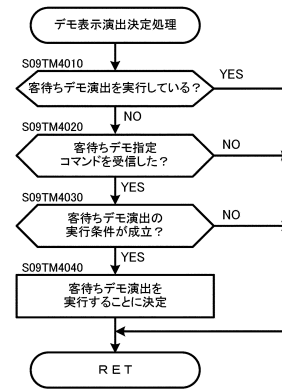 デモ表示演出決定処理
S09TM4010
客待ちデモ演出を実行している？
YES
NO
S09TM4020
客待ちデモ指定
コマンドを受信した？
NO
YES
S09TM4030
客待ちデモ演出の
実行条件が成立？
NO
YES
S09TM4040
客待ちデモ演出を
実行することに決定
RET